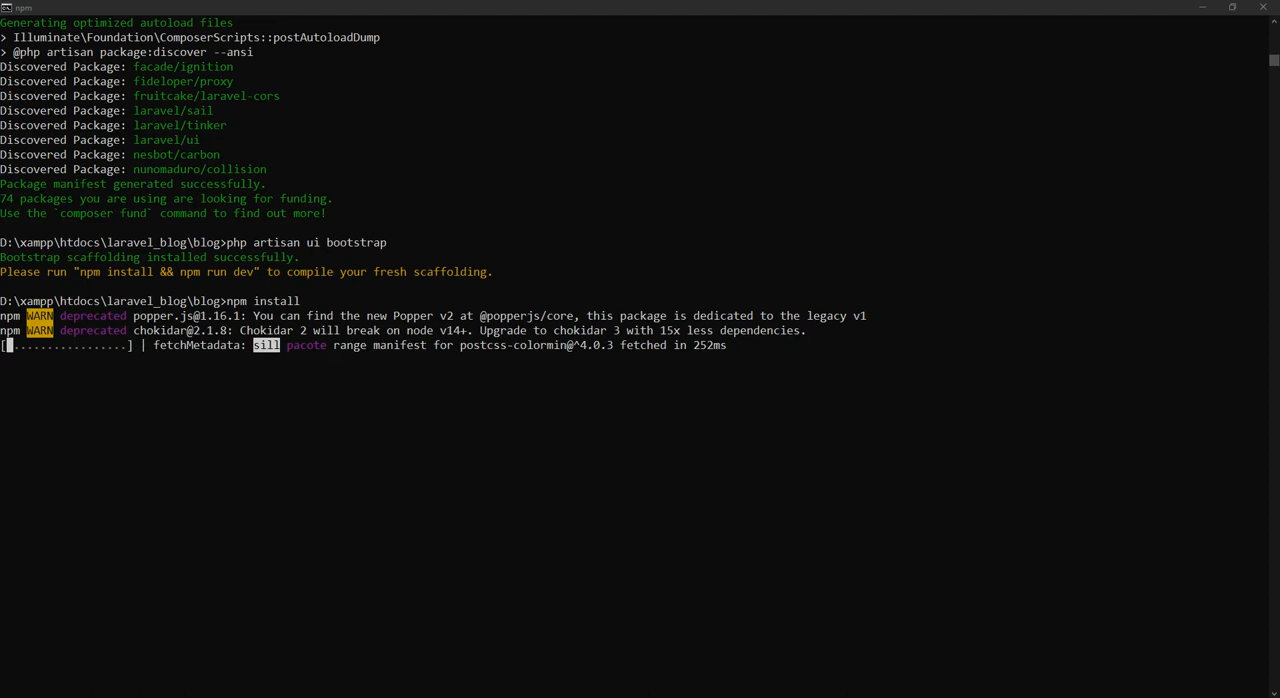 npm
Generating optimized autoload files
> Illuminate\Foundation\ComposerScripts::postAutoloadDump
> @php artisan package:discover --ansi
Discovered Package: facade/ignition
Discovered Package: fideloper/proxy
Discovered Package: fruitcake/laravel-cors
Discovered Package: laravel/sail
Discovered Package: laravel/tinker
Discovered Package: laravel/ui
Discovered Package: nesbot/carbon
Discovered Package: nunomaduro/collision
Package manifest generated successfully.
74 packages you are using are looking for funding.
Use the `composer fund` command to find out more!
D:\xampp\htdocs\laravel_blog\blog>php artisan ui bootstrap
Bootstrap scaffolding installed successfully.
Please run "npm install && npm run dev" to compile your fresh scaffolding.
D:\xampp\htdocs\laravel_blog\blog>npm install
npm WARN deprecated popper.js@1.16.1: You can find the new Popper v2 at @popperjs/core, this package is dedicated to the legacy v1
npm WARN deprecated chokidar@2.1.8: Chokidar 2 will break on node v14+. Upgrade to chokidar 3 with 15x less dependencies.
[.................] | fetchMetadata: sill pacote range manifest for postcss-colormin@^4.0.3 fetched in 252ms